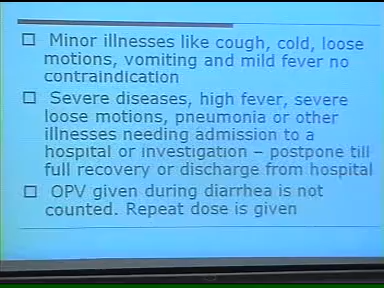 Minor illnesses like cough, cold, loose
motions, vomiting and mild fever no
contraindication
Severe diseases, high fever, severe
loose motions, pneumonia or other
illnesses needing admission to a
hospital or investigation – postpone till
full recovery or discharge from hospital
OPV given during diarrhea is not
counted. Repeat dose is given